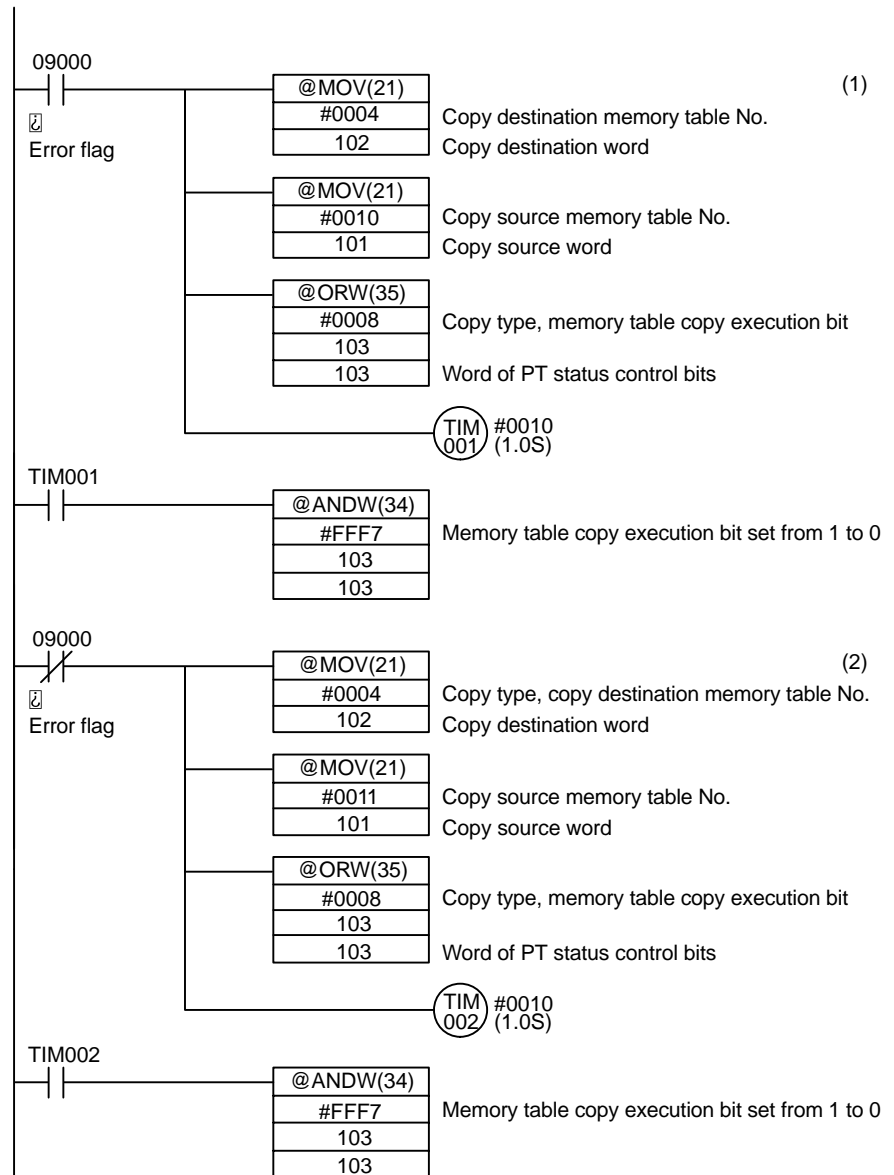 09000
@MOV(21) (1)
#0004 Copy destination memory table No.
¿
102 Copy destination word
Error flag
@MOV(21)
#0010 Copy source memory table No.
101 Copy source word
@ORW(35)
#0008 Copy type, memory table copy execution bit
103
103 Word of PT status control bits
TIM #0010
001 (1.0S)
TIM001
@ANDW(34)
#FFF7 Memory table copy execution bit set from 1 to 0
103
103
09000
@MOV(21) (2)
#0004 Copy type, copy destination memory table No.
¿
102 Copy destination word
Error flag
@MOV(21)
#0011 Copy source memory table No.
101 Copy source word
@ORW(35)
#0008 Copy type, memory table copy execution bit
103
103 Word of PT status control bits
TIM #0010
002 (1.0S)
TIM002
@ANDW(34)
#FFF7 Memory table copy execution bit set from 1 to 0
103
103